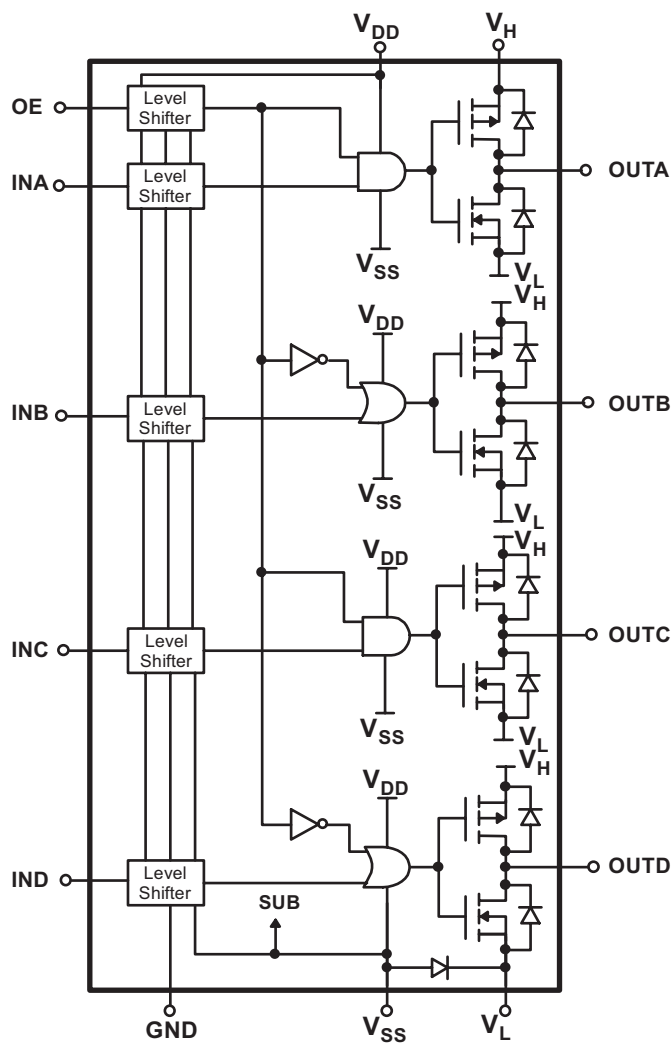 VDD
VH
OE
Level
Shifter
INA
Level
Shifter
OUTA
VSS
VL
VH
VDD
INB
Level
Shifter
OUTB
VSS
VL
VH
VDD
INC
Level
Shifter
OUTC
VSS
VL
VH
VDD
IND
Level
Shifter
OUTD
SUB
GND
VSS
VL